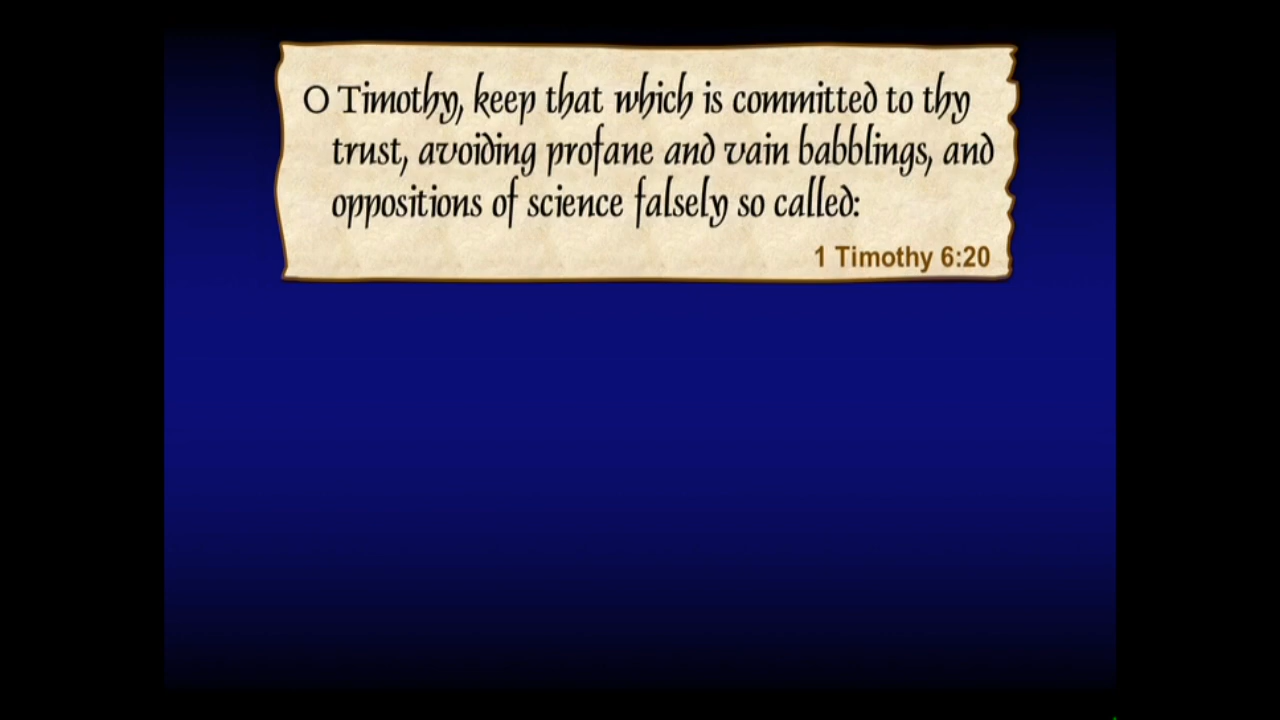 O Timothy, keep that which is committed to thy
trust, avoiding profane and vain babblings, and
oppositions of science falsely so called:
1 Timothy 6:20